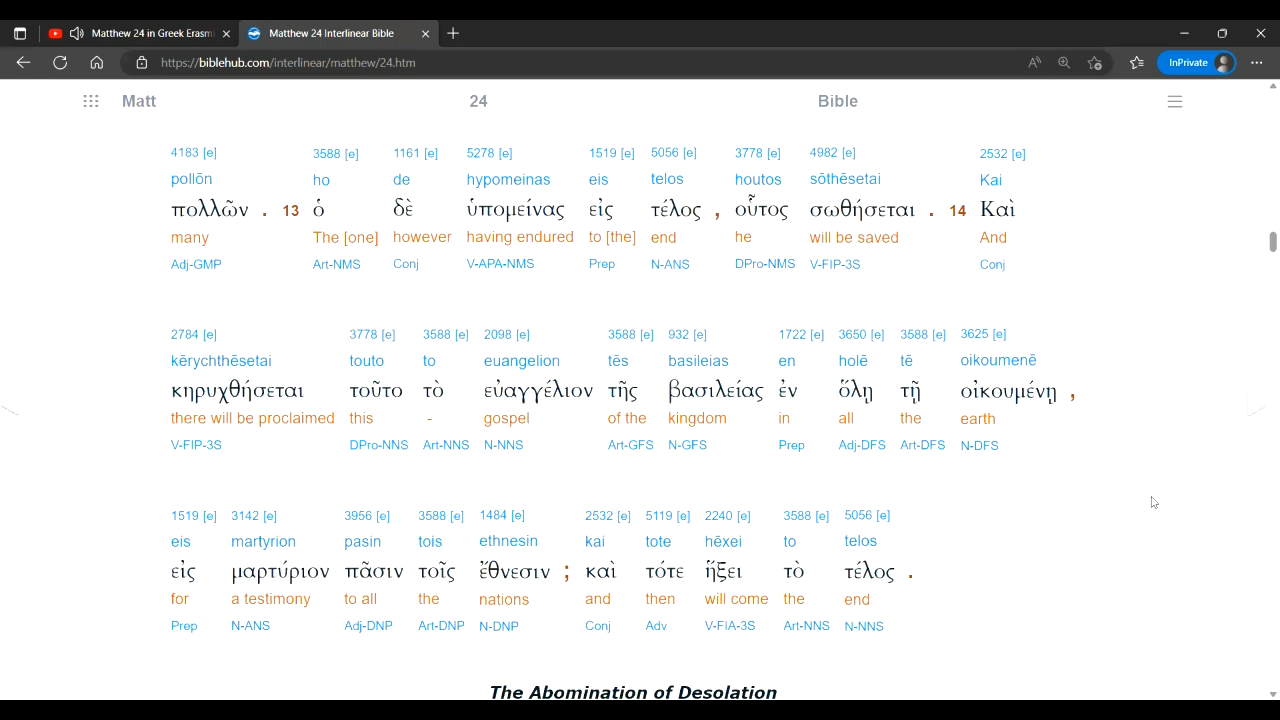 Matthew 24 in Greek Erasmi Matthew 24 Interlinear Bible
https://biblehub.com/interlinear/matthew/24.htm InPrivate
Matt 24 Bible
4183 [e] 3588 [e] 1161 [e] 5278 [e] 1519 [e] 5056 [e] 3778 [e] 4982 [e] 2532 [e]
pollōn ho de hypomeinas eis telos houtos sōthēsetai Kai
πολλῶν . 13 ὁ δὲ ὑπομείνας εἰς τέλος , οὗτος σωθήσεται . 14 Καὶ
many The [one] however having endured to [the] end he will be saved And
Adj-GMP Art-NMS Conj V-APA-NMS Prep N-ANS DPro-NMS V-FIP-3S Conj
2784 [e] 3778 [e] 3588 [e] 2098 [e] 3588 [e] 932 [e] 1722 [e] 3650 [e] 3588 [e] 3625 [e]
kērychthēsetai touto to euangelion tēs basileias en holē tē oikoumenē
κηρυχθήσεται τοῦτο τὸ εὐαγγέλιον τῆς βασιλείας ἐν ὅλῃ τῇ οἰκουμένῃ ,
there will be proclaimed this - gospel of the kingdom in all the earth
V-FIP-3S DPro-NNS Art-NNS N-NNS Art-GFS N-GFS Prep Adj-DFS Art-DFS N-DFS
1519 [e] 3142 [e] 3956 [e] 3588 [e] 1484 [e] 2532 [e] 5119 [e] 2240 [e] 3588 [e] 5056 [e]
eis martyrion pasin tois ethnesin kai tote hēxei to telos
εἰς μαρτύριον πᾶσιν τοῖς ἔθνεσιν ; καὶ τότε ἥξει τὸ τέλος .
for a testimony to all the nations and then will come the end
Prep N-ANS Adj-DNP Art-DNP N-DNP Conj Adv V-FIA-3S Art-NNS N-NNS
The Abomination of Desolation